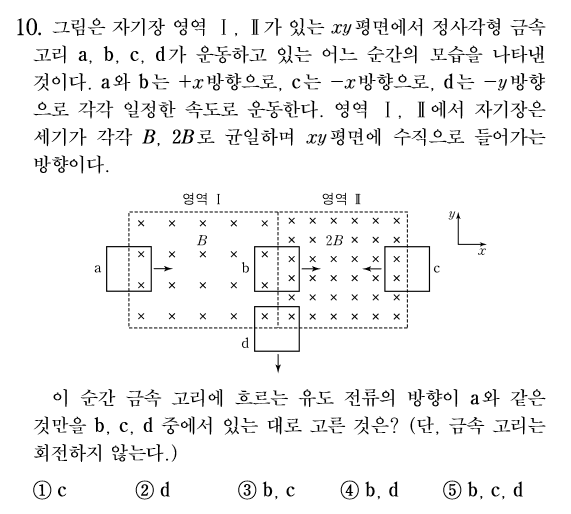 10. 그림은 자기장 영역 Ⅰ, Ⅱ가 있는 xy평면에서 정사각형 금속
고리 a, b, c, d가 운동하고 있는 어느 순간의 모습을 나타낸
것이다. a와 b는 +x방향으로, c는 −x방향으로, d는 −y방향
으로 각각 일정한 속도로 운동한다. 영역 Ⅰ, Ⅱ에서 자기장은
세기가 각각 B, 2B로 균일하며 xy평면에 수직으로 들어가는
방향이다.
영역 Ⅰ 영역 Ⅱ
y
B 2B
x
a b c
d
이 순간 금속 고리에 흐르는 유도 전류의 방향이 a와 같은
것만을 b, c, d 중에서 있는 대로 고른 것은? (단, 금속 고리는
회전하지 않는다.)
① c ② d ③ b, c ④ b, d ⑤ b, c, d